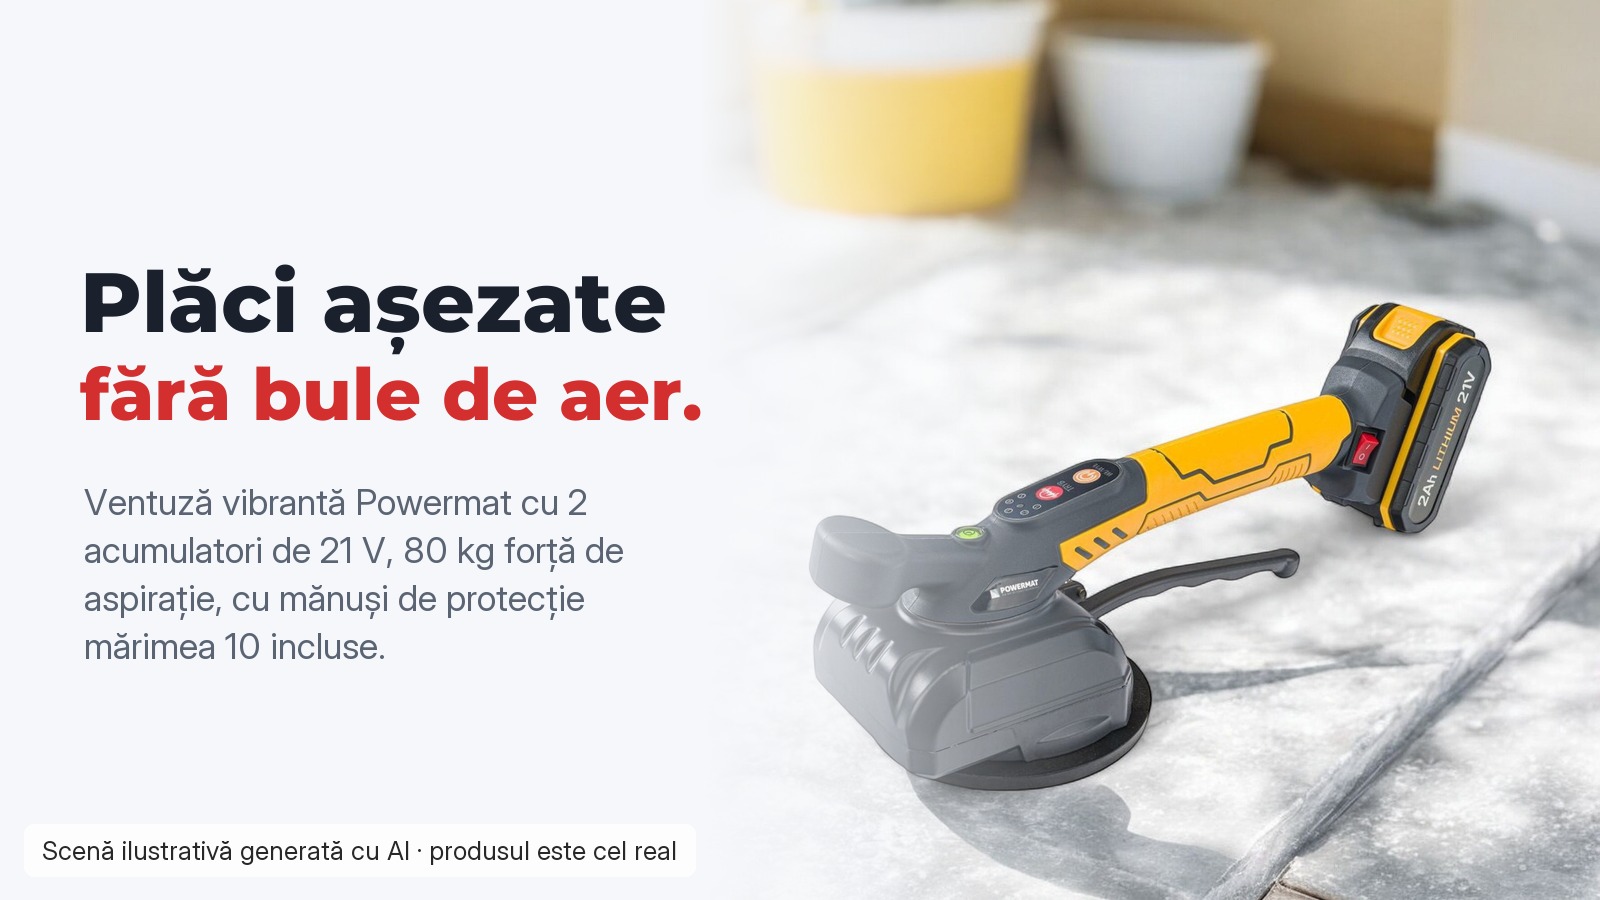 Plăci așezate
fără bule de aer.
Ventuză vibrantă Powermat cu 2
acumulatori de 21 V, 80 kg forță de
aspirație, cu mănuși de protecție
mărimea 10 incluse.
Scenă ilustrativă generată cu AI · produsul este cel real
POWERMAT
2Ah LITHIUM 21V